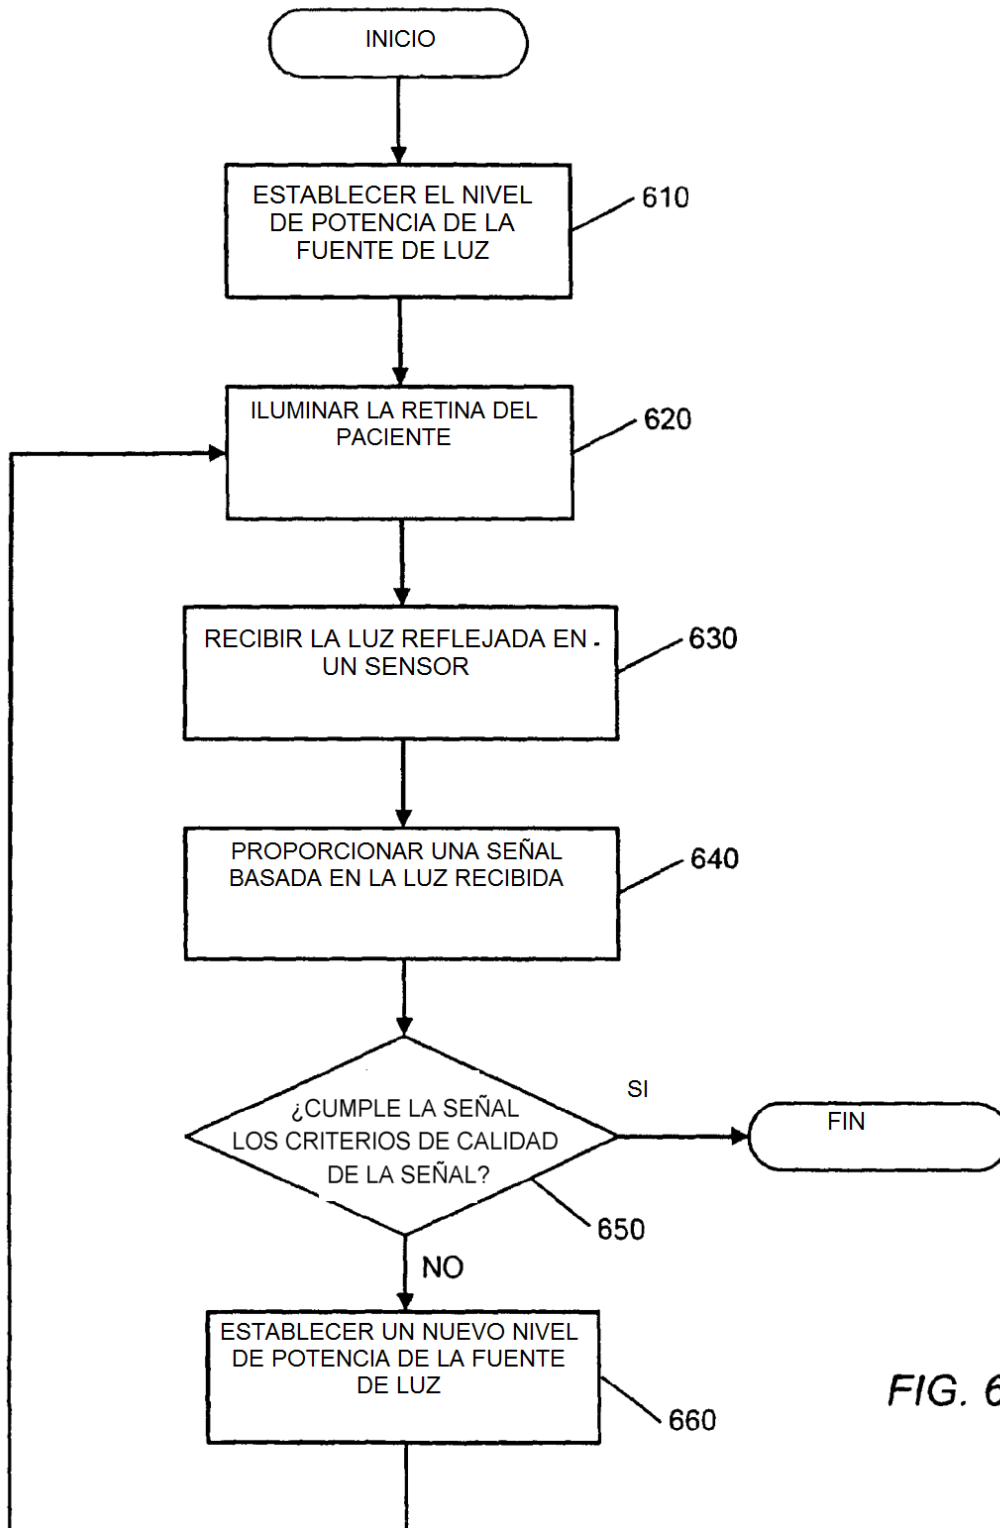 INICIO
ESTABLECER EL NIVEL
DE POTENCIA DE LA
FUENTE DE LUZ
610
ILUMINAR LA RETINA DEL
PACIENTE
620
RECIBIR LA LUZ REFLEJADA EN
UN SENSOR
630
PROPORCIONAR UNA SEÑAL
BASADA EN LA LUZ RECIBIDA
640
¿CUMPLE LA SEÑAL
LOS CRITERIOS DE CALIDAD
DE LA SEÑAL?
650
SI
FIN
NO
ESTABLECER UN NUEVO NIVEL
DE POTENCIA DE LA FUENTE
DE LUZ
660
FIG. 6